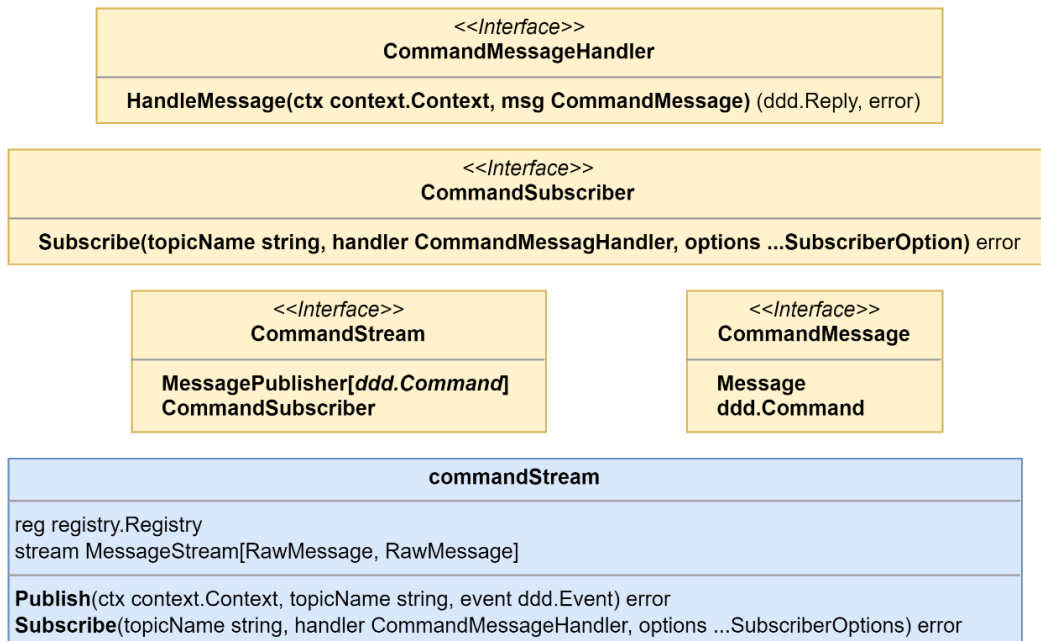 <<Interface>>
CommandMessageHandler
HandleMessage(ctx context.Context, msg CommandMessage) (ddd.Reply, error)
<<Interface>>
CommandSubscriber
Subscribe(topicName string, handler CommandMessagHandler, options ...SubscriberOption) error
<<Interface>>
CommandStream
MessagePublisher[ddd.Command]
CommandSubscriber
<<Interface>>
CommandMessage
Message
ddd.Command
commandStream
reg registry.Registry
stream MessageStream[RawMessage, RawMessage]
Publish(ctx context.Context, topicName string, event ddd.Event) error
Subscribe(topicName string, handler CommandMessageHandler, options ...SubscriberOptions) error